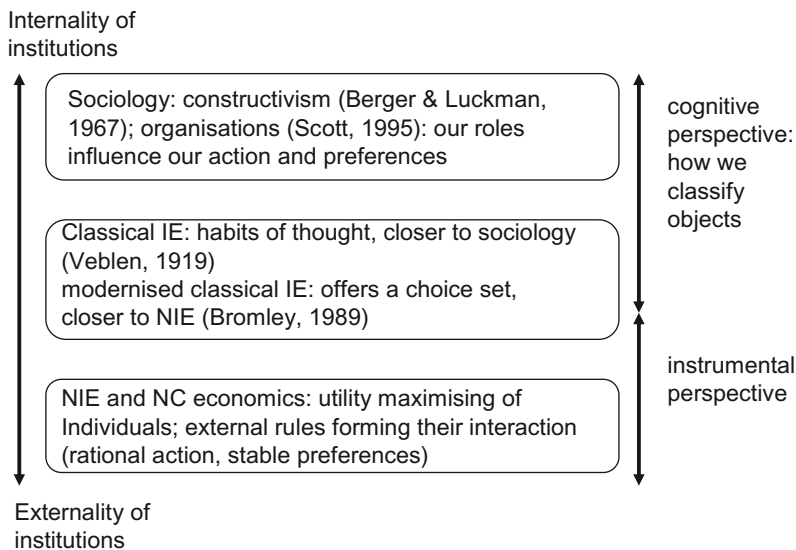 Internality of
institutions
Sociology: constructivism (Berger & Luckman,
1967); organisations (Scott, 1995): our roles
influence our action and preferences
cognitive
perspective:
how we
classify
objects
Classical IE: habits of thought, closer to sociology
(Veblen, 1919)
modernised classical IE: offers a choice set,
closer to NIE (Bromley, 1989)
instrumental
perspective
NIE and NC economics: utility maximising of
Individuals; external rules forming their interaction
(rational action, stable preferences)
Externality of
institutions